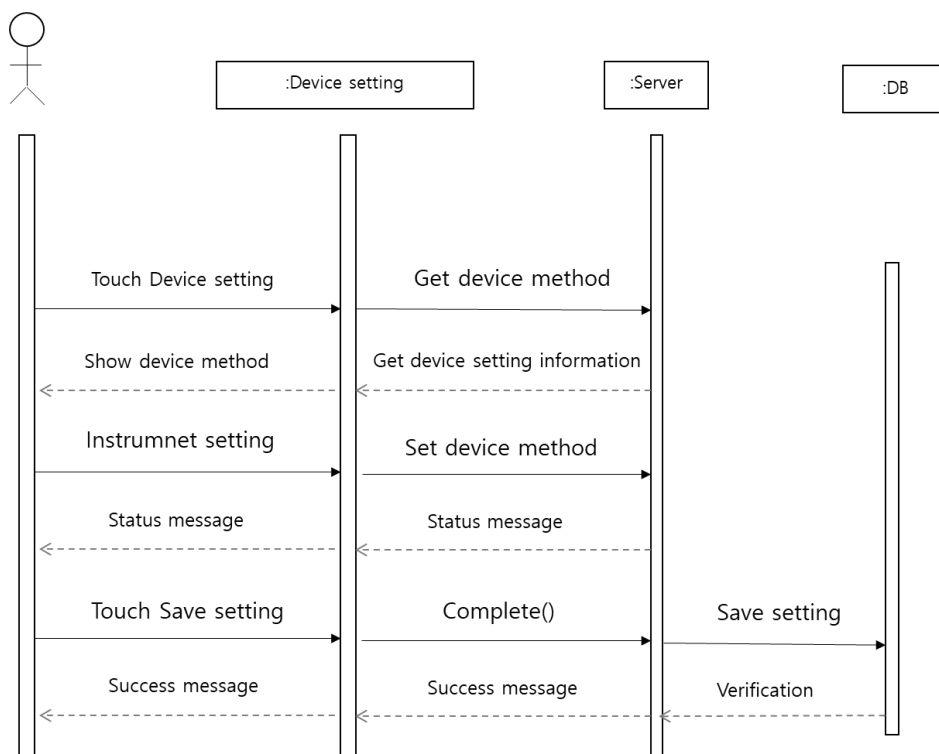 :Device setting
:Server
:DB
Touch Device setting
Get device method
Show device method
Get device setting information
Instrumnet setting
Set device method
Status message
Status message
Touch Save setting
Complete()
Save setting
Success message
Success message
Verification